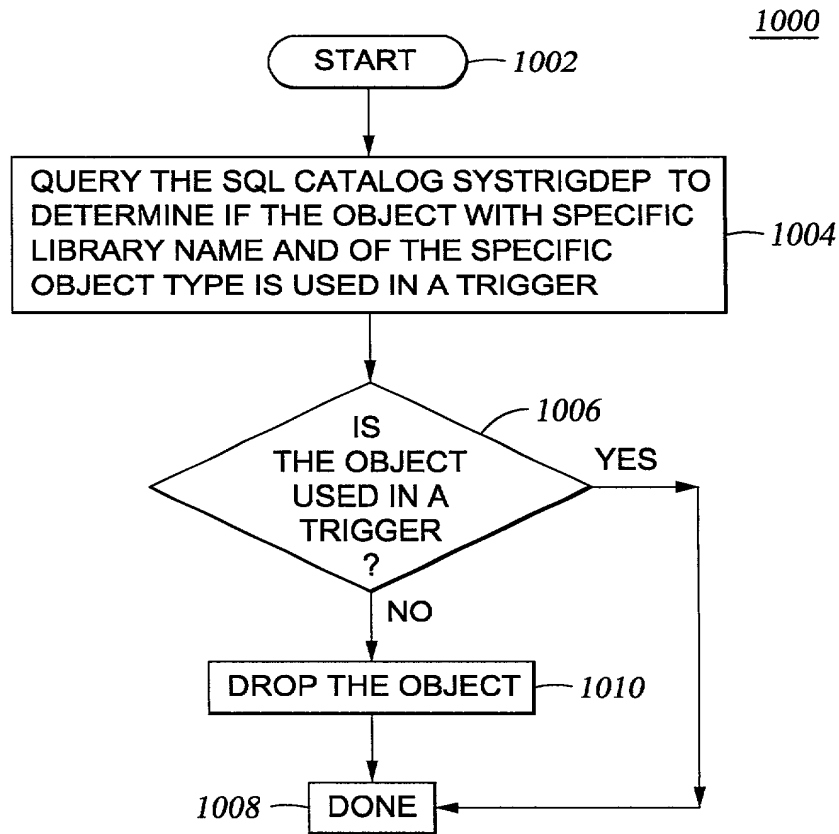 1000
START
1002
QUERY THE SQL CATALOG SYSTRIGDEP TO
DETERMINE IF THE OBJECT WITH SPECIFIC
LIBRARY NAME AND OF THE SPECIFIC
OBJECT TYPE IS USED IN A TRIGGER
1004
1006
IS
THE OBJECT
USED IN A
TRIGGER
?
YES
NO
DROP THE OBJECT
1010
1008
DONE